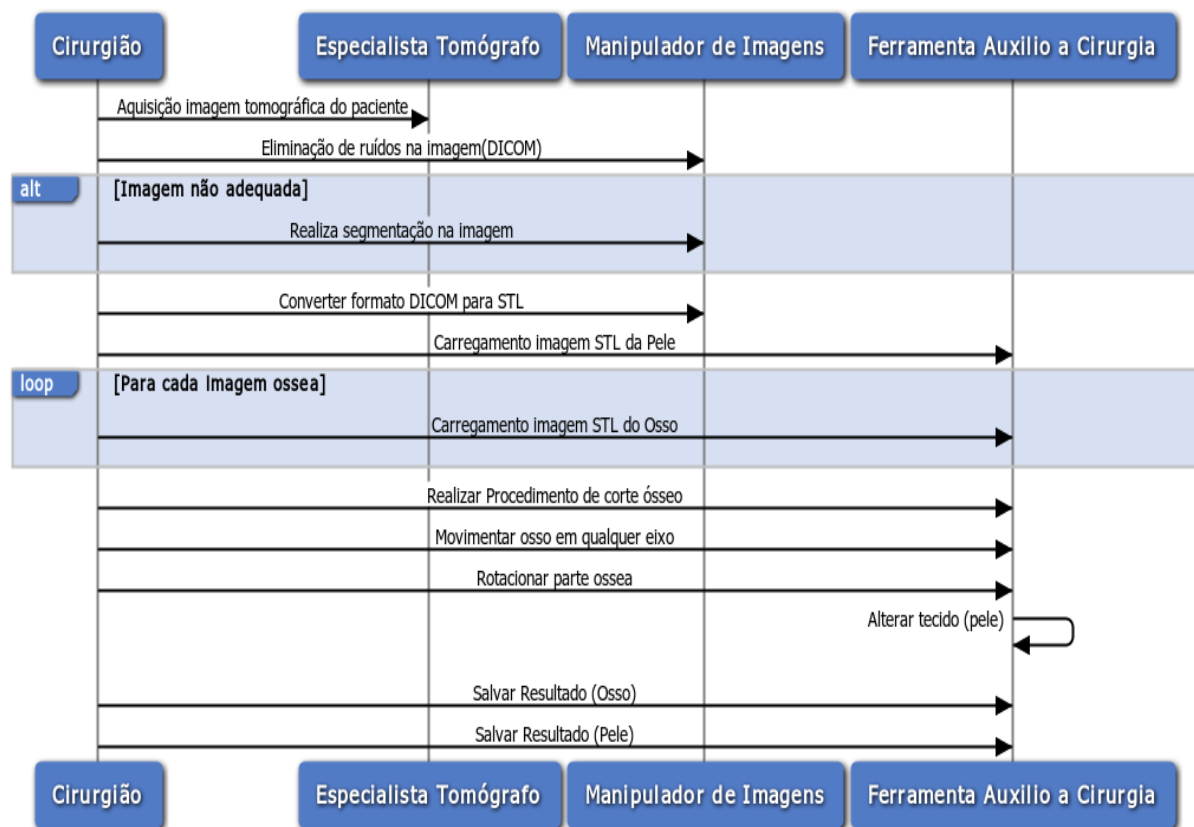 Cirurgião
Especialista Tomógrafo
Manipulador de Imagens
Ferramenta Auxilio a Cirurgia
Aquisição imagem tomográfica do paciente
Eliminação de ruídos na imagem(DICOM)
alt
[Imagem não adequada]
Realiza segmentação na imagem
Converter formato DICOM para STL
Carregamento imagem STL da Pele
loop
[Para cada Imagem ossea]
Carregamento imagem STL do Osso
Realizar Procedimento de corte ósseo
Movimentar osso em qualquer eixo
Rotacionar parte ossea
Alterar tecido (pele)
Salvar Resultado (Osso)
Salvar Resultado (Pele)
Cirurgião
Especialista Tomógrafo
Manipulador de Imagens
Ferramenta Auxilio a Cirurgia